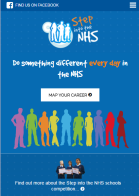 FIND US ON FACEBOOK
Step
into the
NHS
Do something different every day in
the NHS
MAP YOUR CAREER
Find out more about the Step into the NHS schools
competition...